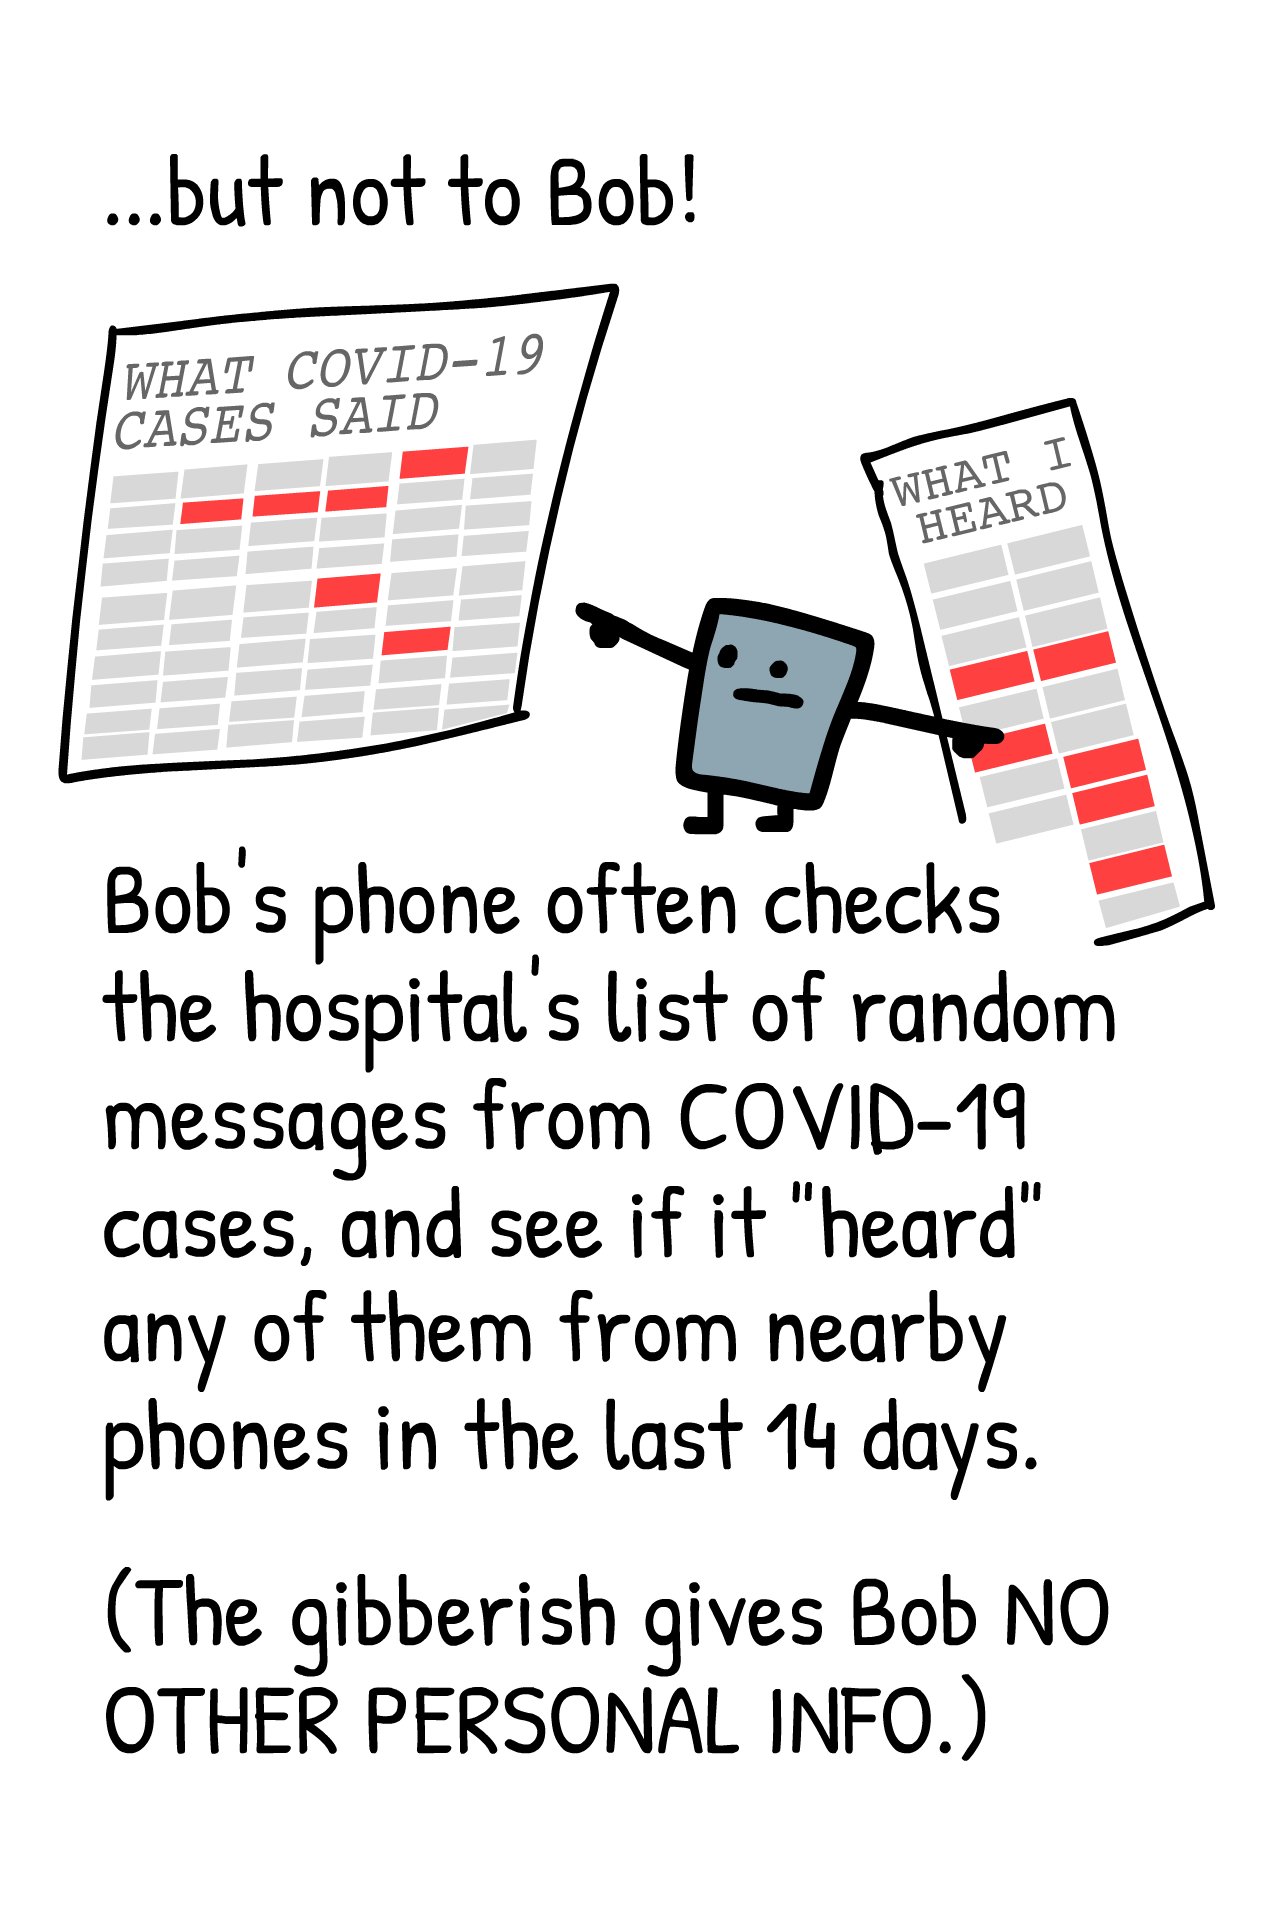 ...but not to Bob!
WHAT COVID-19
CASES SAID
WHAT I
HEARD
Bob's phone often checks
the hospital's list of random
messages from COVID-19
cases, and see if it "heard"
any of them from nearby
phones in the last 14 days.
(The gibberish gives Bob NO
OTHER PERSONAL INFO.)